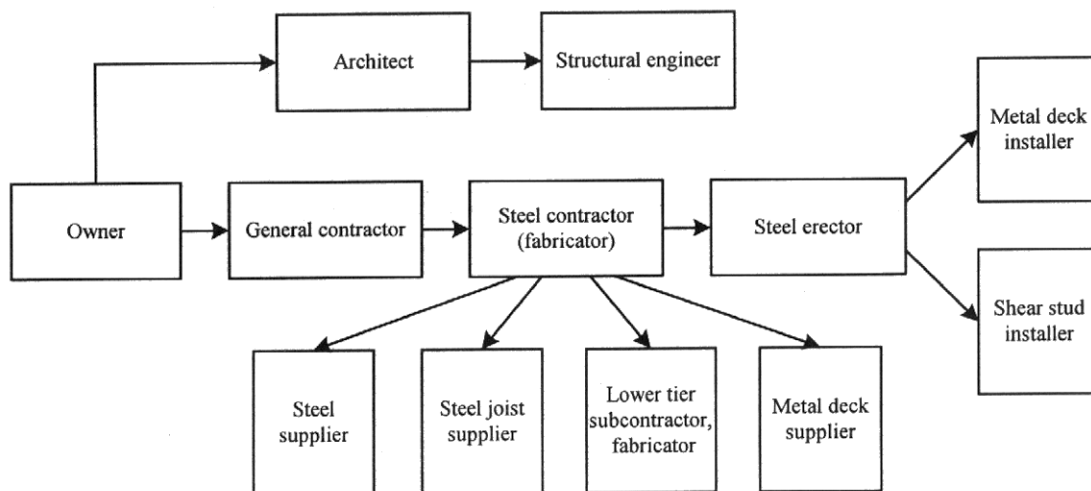 Architect
Structural engineer
Metal deck
installer
Owner
General contractor
Steel contractor
(fabricator)
Steel erector
Shear stud
installer
Steel
supplier
Steel joist
supplier
Lower tier
subcontractor,
fabricator
Metal deck
supplier